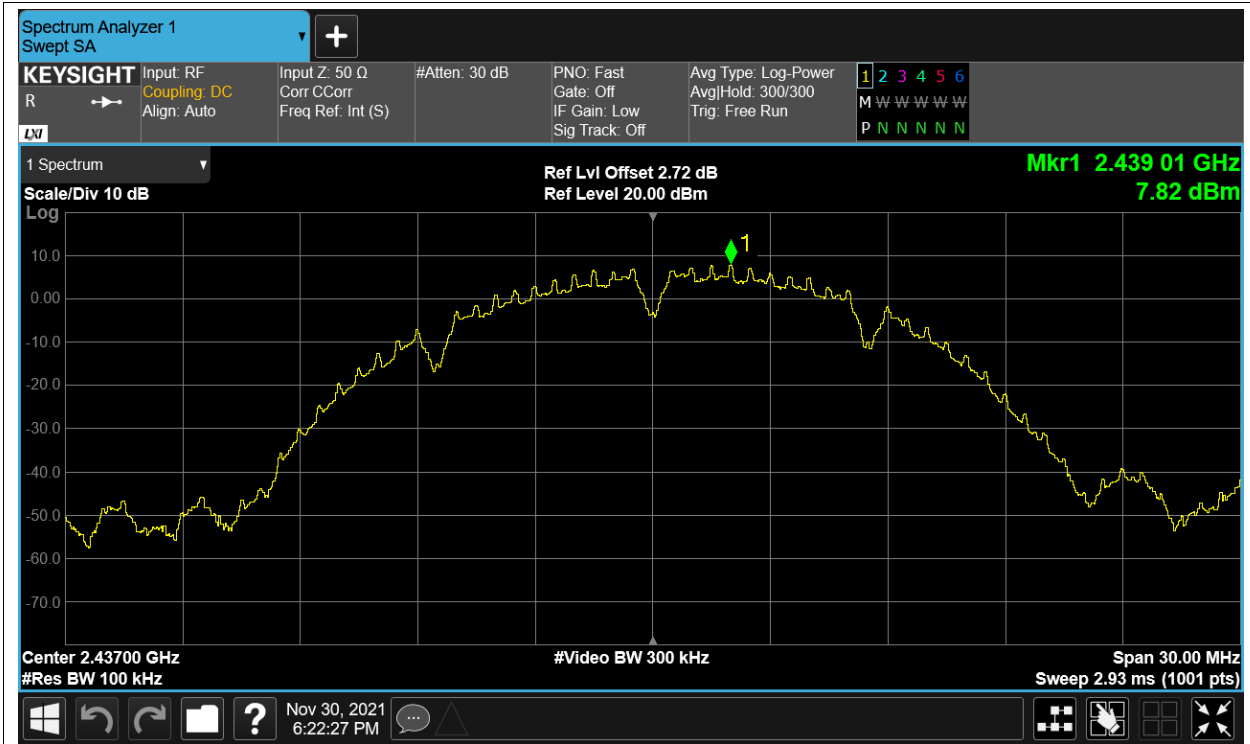 Spectrum Analyzer 1
Swept SA
KEYSIGHT
R
LXI
Input: RF
Coupling: DC
Align: Auto
Input Z: 50 Ω
Corr CCorr
Freq Ref: Int (S)
#Atten: 30 dB
PNO: Fast
Gate: Off
IF Gain: Low
Sig Track: Off
Avg Type: Log-Power
Avg|Hold: 300/300
Trig: Free Run
1 2 3 4 5 6
M W W W W W
P N N N N N
1 Spectrum
Scale/Div 10 dB
Log
Ref Lvl Offset 2.72 dB
Ref Level 20.00 dBm
Mkr1 2.439 01 GHz
7.82 dBm
1
10.0
0.00
-10.0
-20.0
-30.0
-40.0
-50.0
-60.0
-70.0
Center 2.43700 GHz
#Res BW 100 kHz
#Video BW 300 kHz
Span 30.00 MHz
Sweep 2.93 ms (1001 pts)
?
Nov 30, 2021
6:22:27 PM